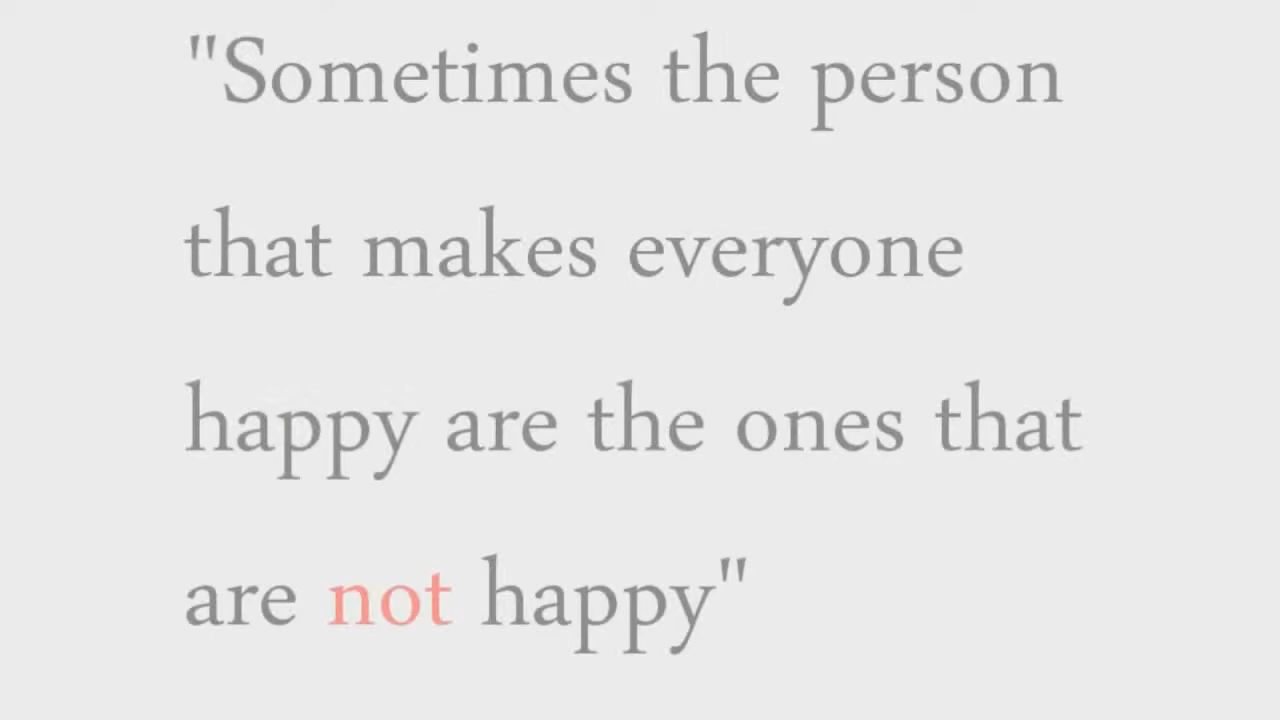 "Sometimes the person
that makes everyone
happy are the ones that
are not happy"